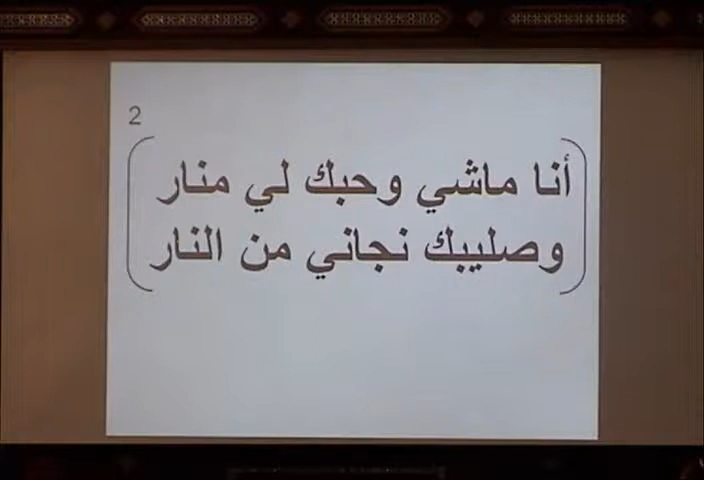 2
(أنا ماشي وحبك لي منار
وصليبك نجاني من النار)